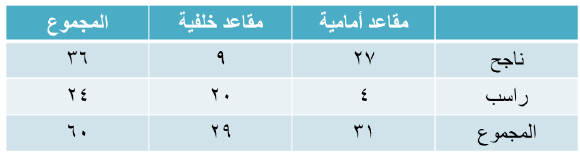 مقاعد أمامية مقاعد خلفية المجموع
ناجح ٢٧ ٩ ٣٦
راسب ٤ ٢٠ ٢٤
المجموع ٣١ ٢٩ ٦٠